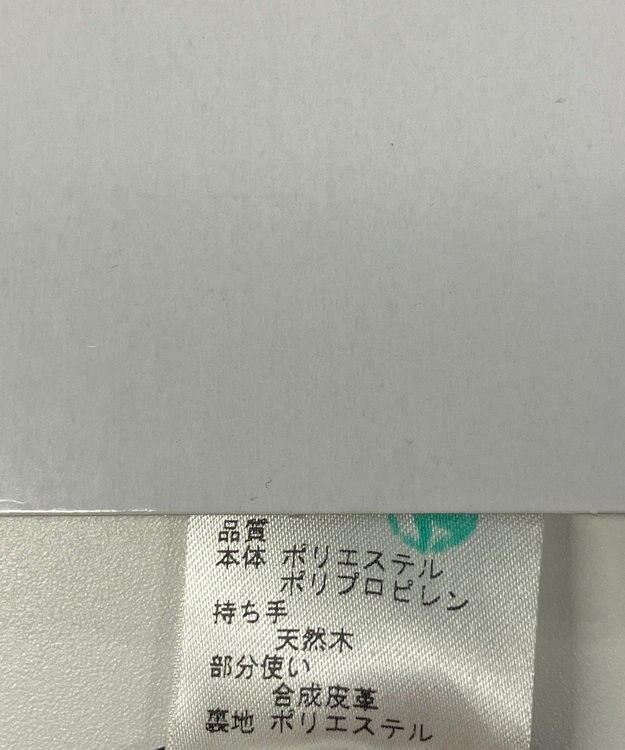 品質
本体 ポリエステル
ポリプロピレン
持ち手
天然木
部分使い
合成皮革
裏地 ポリエステル